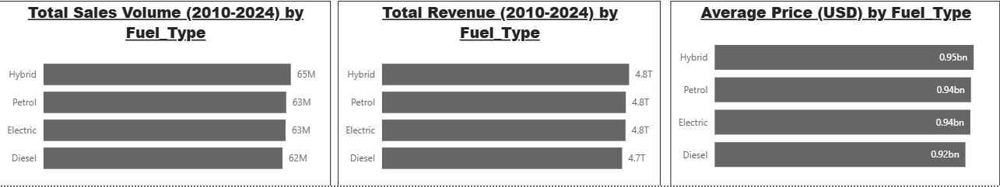 Total Sales Volume (2010-2024) by
Fuel_Type
Hybrid 65M
Petrol 63M
Electric 63M
Diesel 62M
Total Revenue (2010-2024) by
Fuel_Type
Hybrid 4.8T
Petrol 4.8T
Electric 4.8T
Diesel 4.7T
Average Price (USD) by Fuel_Type
Hybrid 0.95bn
Petrol 0.94bn
Electric 0.94bn
Diesel 0.92bn